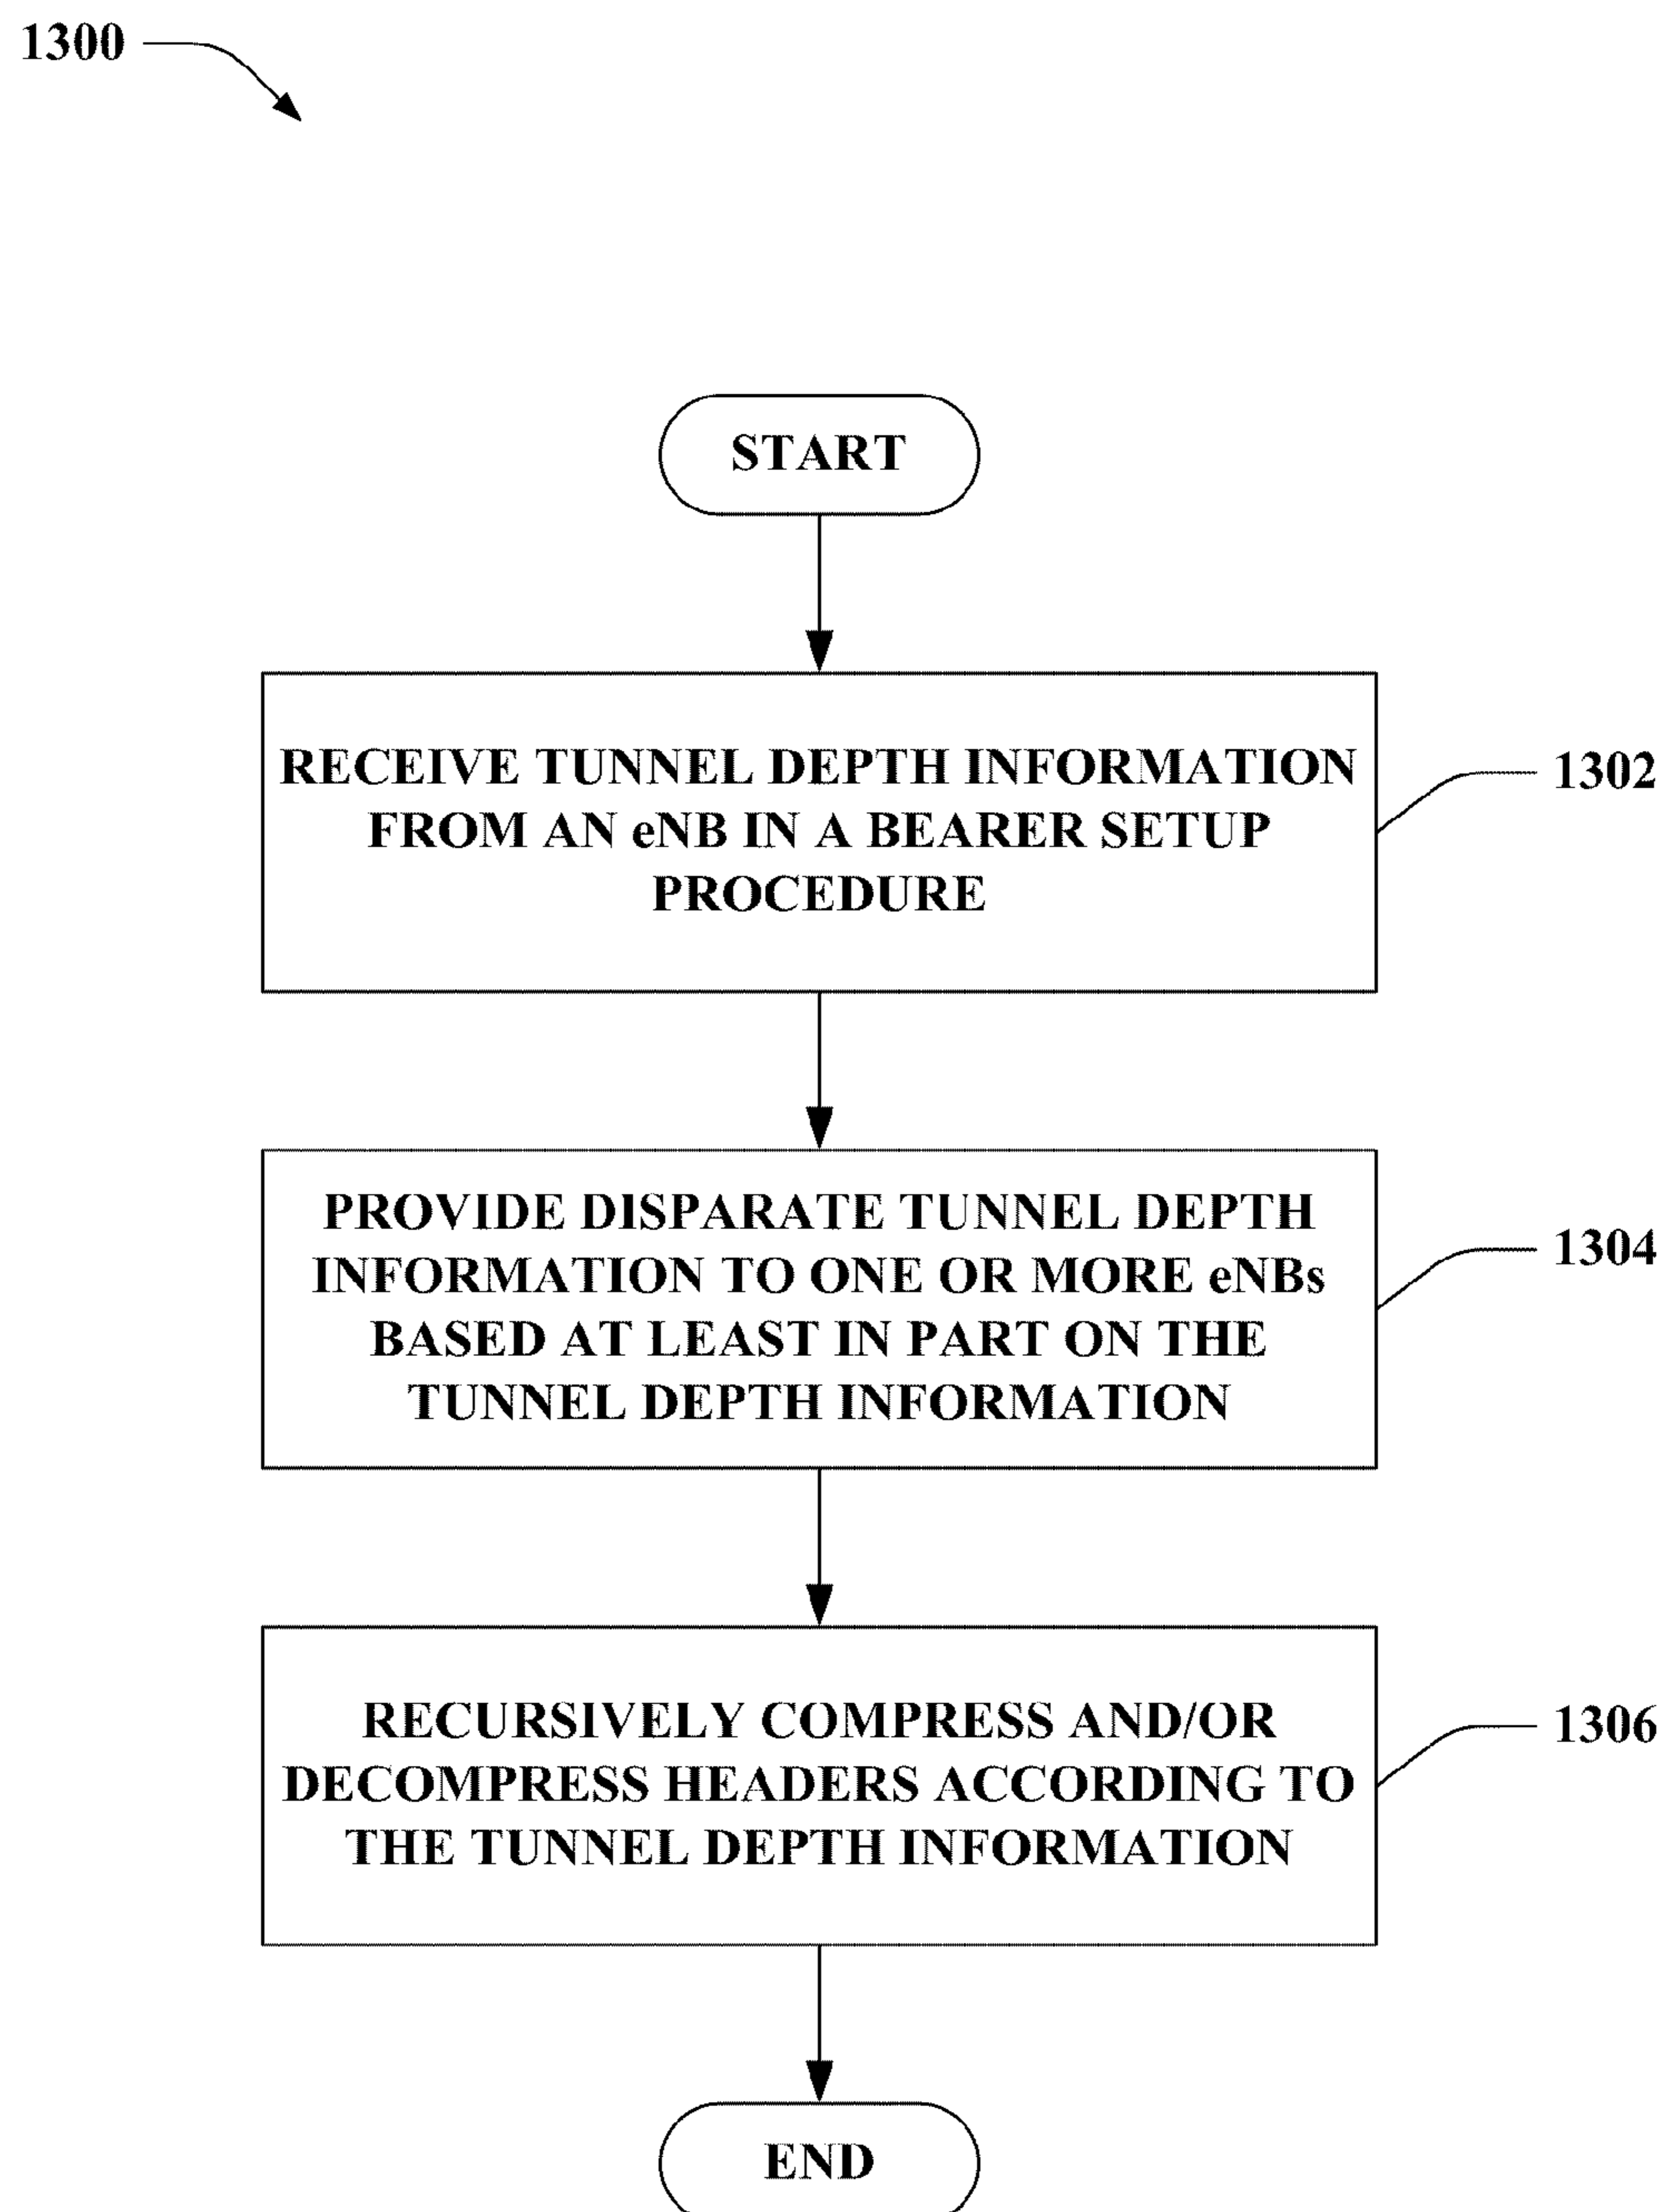 1300
START
RECEIVE TUNNEL DEPTH INFORMATION
FROM AN eNB IN A BEARER SETUP
PROCEDURE
1302
PROVIDE DISPARATE TUNNEL DEPTH
INFORMATION TO ONE OR MORE eNBs
BASED AT LEAST IN PART ON THE
TUNNEL DEPTH INFORMATION
1304
RECURSIVELY COMPRESS AND/OR
DECOMPRESS HEADERS ACCORDING TO
THE TUNNEL DEPTH INFORMATION
1306
END